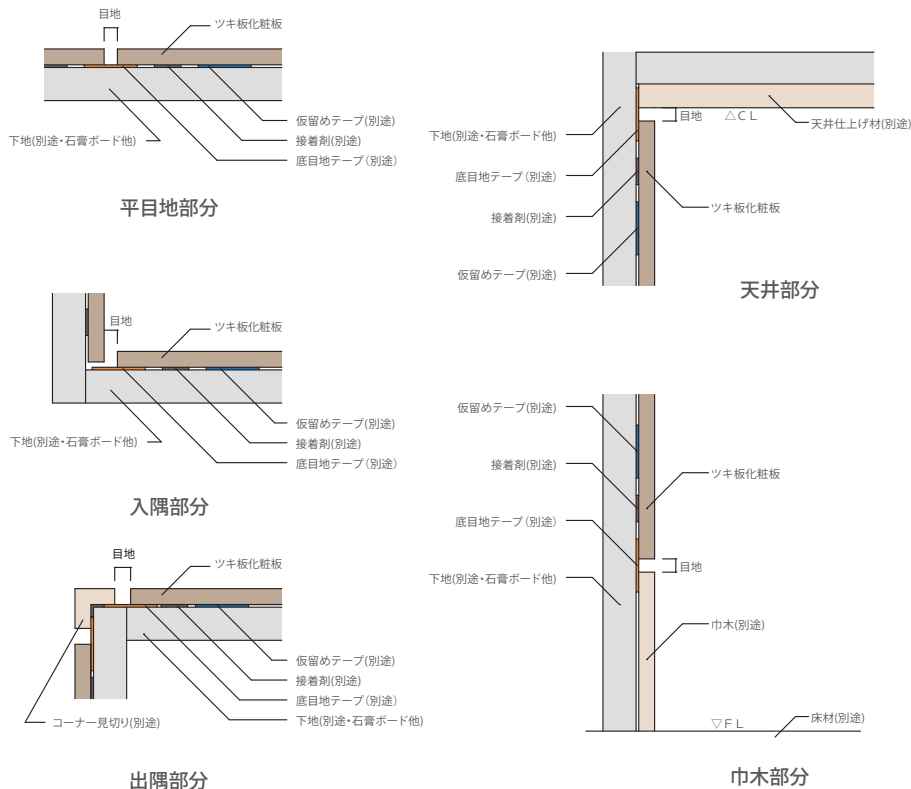 目地
ツキ板化粧板
仮留めテープ(別途)
接着剤(別途)
底目地テープ(別途)
下地(別途・石膏ボード他)
平目地部分
目地
ツキ板化粧板
仮留めテープ(別途)
接着剤(別途)
底目地テープ(別途)
下地(別途・石膏ボード他)
入隅部分
目地
ツキ板化粧板
仮留めテープ(別途)
接着剤(別途)
底目地テープ(別途)
下地(別途・石膏ボード他)
コーナー見切り(別途)
出隅部分
目地
△CL
天井仕上げ材(別途)
下地(別途・石膏ボード他)
底目地テープ(別途)
接着剤(別途)
ツキ板化粧板
仮留めテープ(別途)
天井部分
仮留めテープ(別途)
接着剤(別途)
ツキ板化粧板
底目地テープ(別途)
目地
下地(別途・石膏ボード他)
巾木(別途)
▽FL
床材(別途)
巾木部分